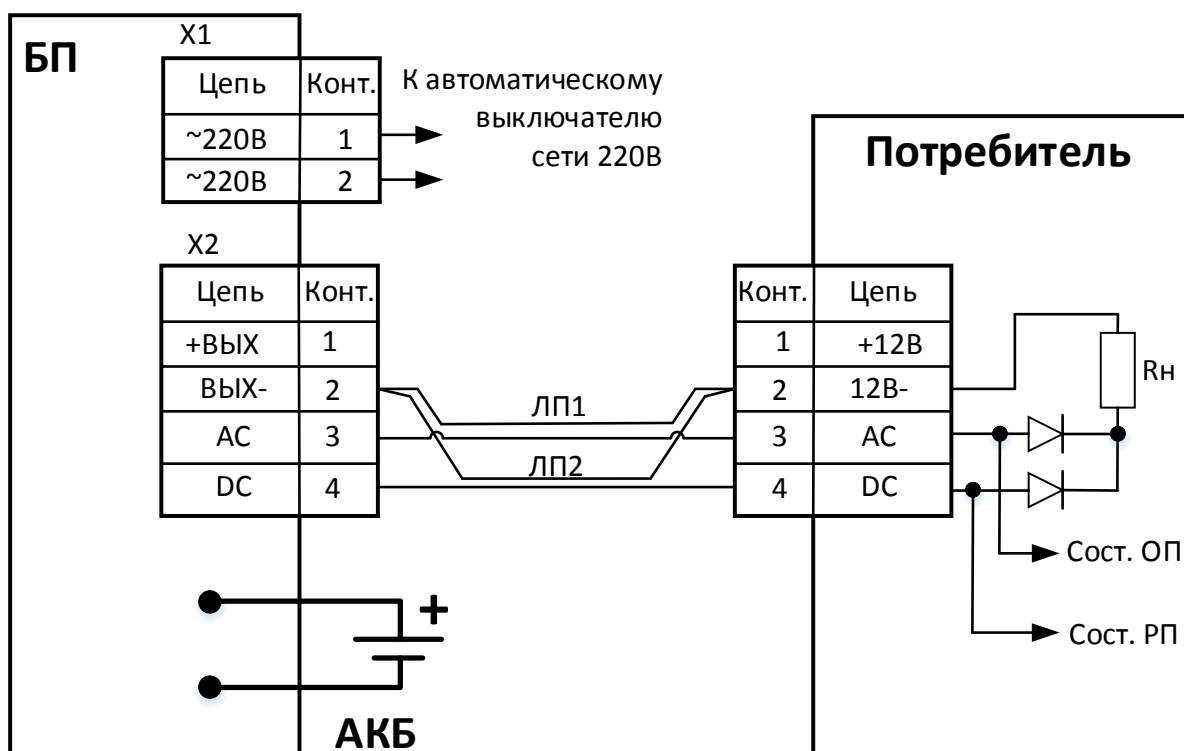 БП
X1
Цепь Конт.
~220В 1
~220В 2
К автоматическому
выключателю
сети 220В
X2
Цепь Конт.
+ВЫХ 1
ВЫХ- 2
AC 3
DC 4
ЛП1
ЛП2
Потребитель
Конт. Цепь
1 +12В
2 12В-
3 AC
4 DC
Rн
Сост. ОП
Сост. РП
+
АКБ